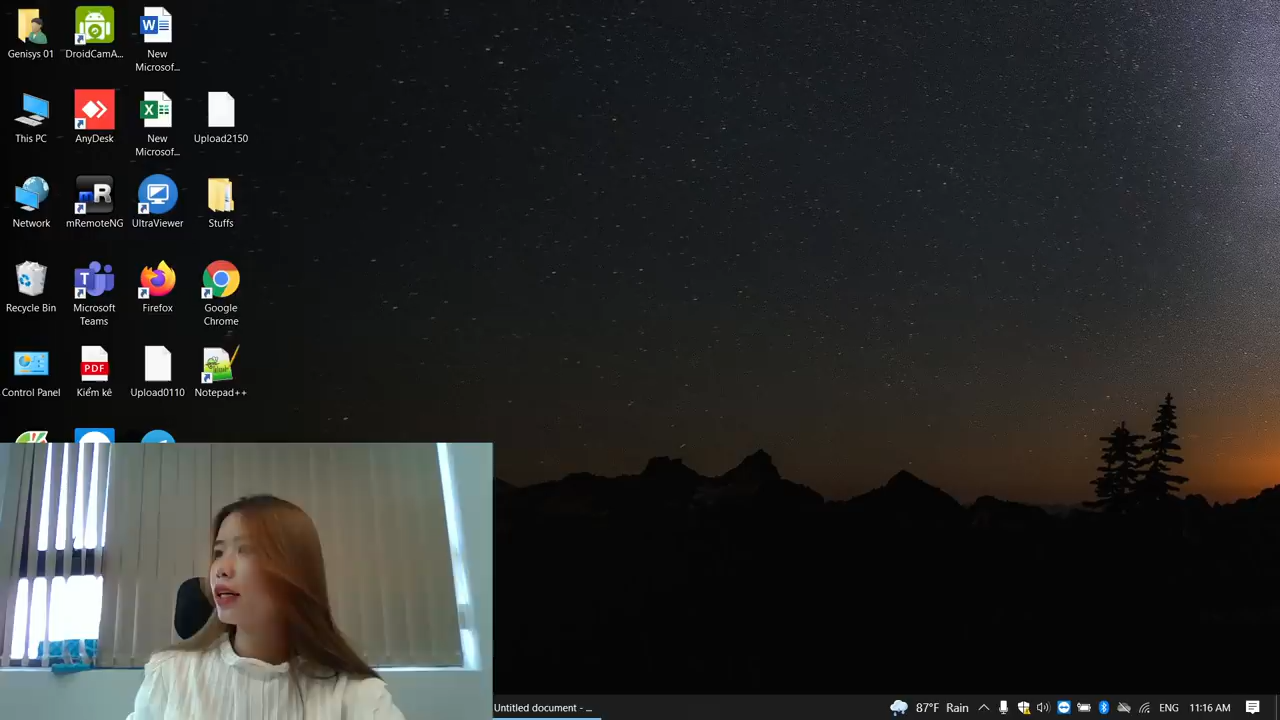 Genisys 01
DroidCamA...
New
Microsof...
This PC
AnyDesk
New
Microsof...
Upload2150
Network
mRemoteNG
UltraViewer
Stuffs
Recycle Bin
Microsoft
Teams
Firefox
Google
Chrome
PDF
Control Panel
Kiểm kê
Upload0110
Notepad++
Untitled document - ...
87°F Rain
ENG
11:16 AM